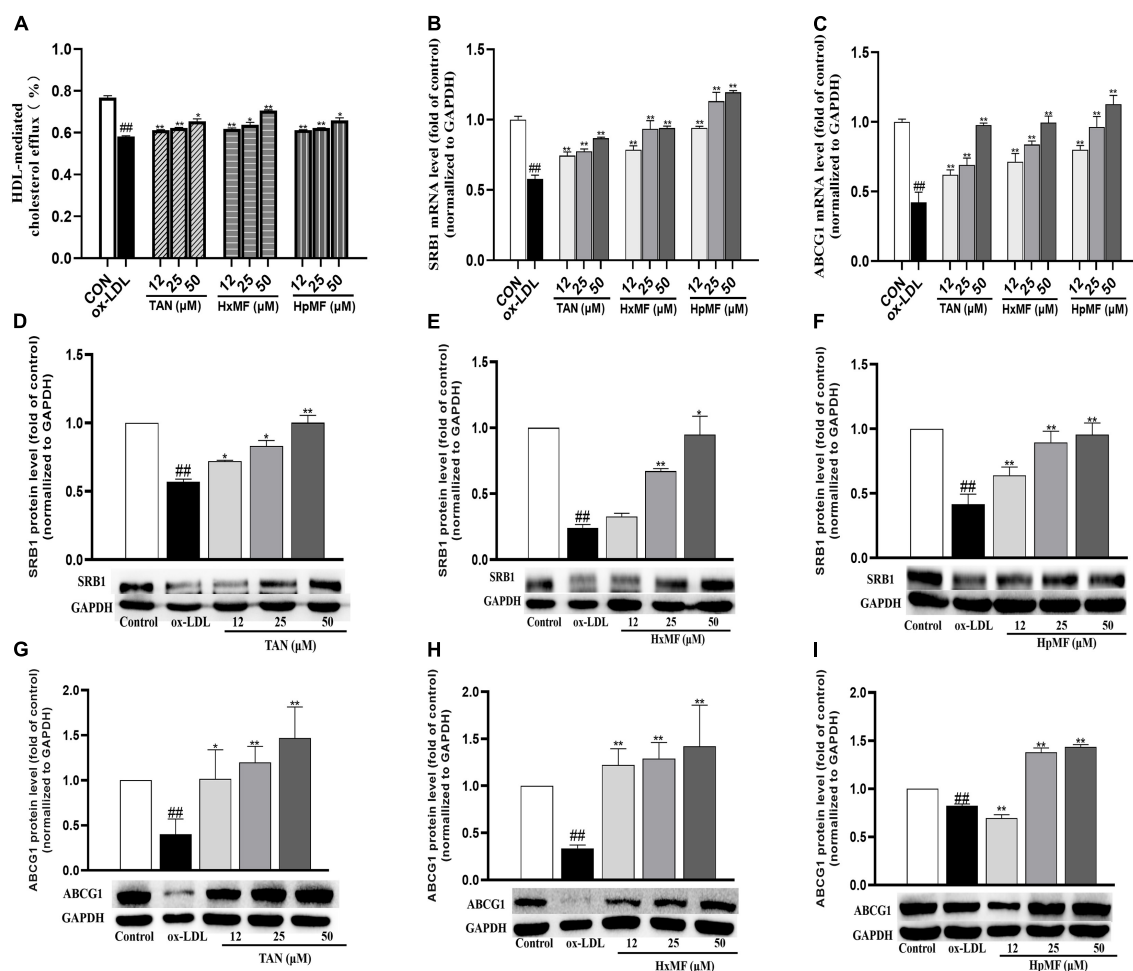 A
HDL-mediated
cholesterol efflux（%）
1.0
0.8
0.6
0.4
0.2
0.0
##
** ** *
** * **
** ** *
CON
ox-LDL
12 25 50
12 25 50
12 25 50
TAN (μM) HxMF (μM) HpMF (μM)
B
SRB1 mRNA level (fold of control)
(normallized to GAPDH)
1.5
1.0
0.5
0.0
##
** ** **
** ** **
** ** **
CON
ox-LDL
12 25 50
12 25 50
12 25 50
TAN (μM) HxMF (μM) HpMF (μM)
C
ABCG1 mRNA level (fold of control)
(normallized to GAPDH)
1.5
1.0
0.5
0.0
##
** ** **
** ** **
** ** **
CON
ox-LDL
12 25 50
12 25 50
12 25 50
TAN (μM) HxMF (μM) HpMF (μM)
D
SRB1 protein level (fold of control)
(normallized to GAPDH)
1.5
1.0
0.5
0.0
## * * **
SRB1
GAPDH
Control ox-LDL 12 25 50
TAN (μM)
E
SRB1 protein level (fold of control)
(normallized to GAPDH)
1.5
1.0
0.5
0.0
## ** *
SRB1
GAPDH
Control ox-LDL 12 25 50
HxMF (μM)
F
SRB1 protein level (fold of control)
(normallized to GAPDH)
1.5
1.0
0.5
0.0
## ** ** **
SRB1
GAPDH
Control ox-LDL 12 25 50
HpMF (μM)
G
ABCG1 protein level (fold of control)
(normallized to GAPDH)
2.0
1.5
1.0
0.5
0.0
## * ** **
ABCG1
GAPDH
Control ox-LDL 12 25 50
TAN (μM)
H
ABCG1 protein level (fold of control)
(normallized to GAPDH)
2.0
1.5
1.0
0.5
0.0
## ** ** **
ABCG1
GAPDH
Control ox-LDL 12 25 50
HxMF (μM)
I
ABCG1 protein level (fold of control)
(normallized to GAPDH)
2.0
1.5
1.0
0.5
0.0
## ** ** **
ABCG1
GAPDH
Control ox-LDL 12 25 50
HpMF (μM)